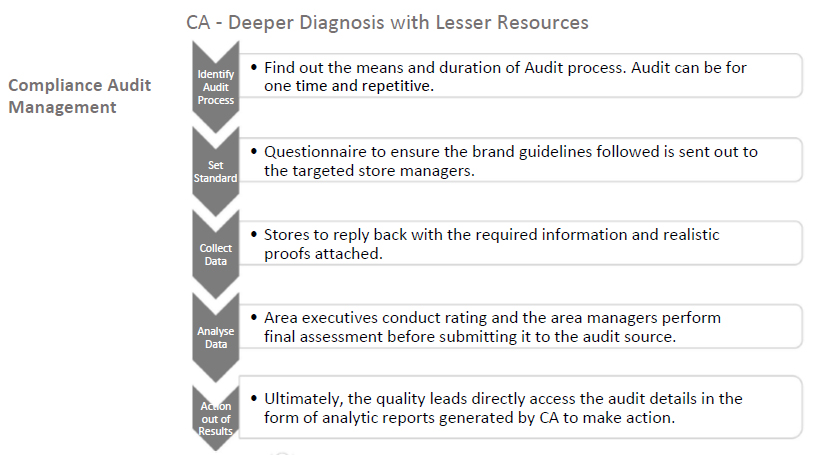 CA - Deeper Diagnosis with Lesser Resources
Compliance Audit
Management
Identify
Audit
Process
• Find out the means and duration of Audit process. Audit can be for
one time and repetitive.
Set
Standard
• Questionnaire to ensure the brand guidelines followed is sent out to
the targeted store managers.
Collect
Data
• Stores to reply back with the required information and realistic
proofs attached.
Analyse
Data
• Area executives conduct rating and the area managers perform
final assessment before submitting it to the audit source.
Action
out of
Results
• Ultimately, the quality leads directly access the audit details in the
form of analytic reports generated by CA to make action.